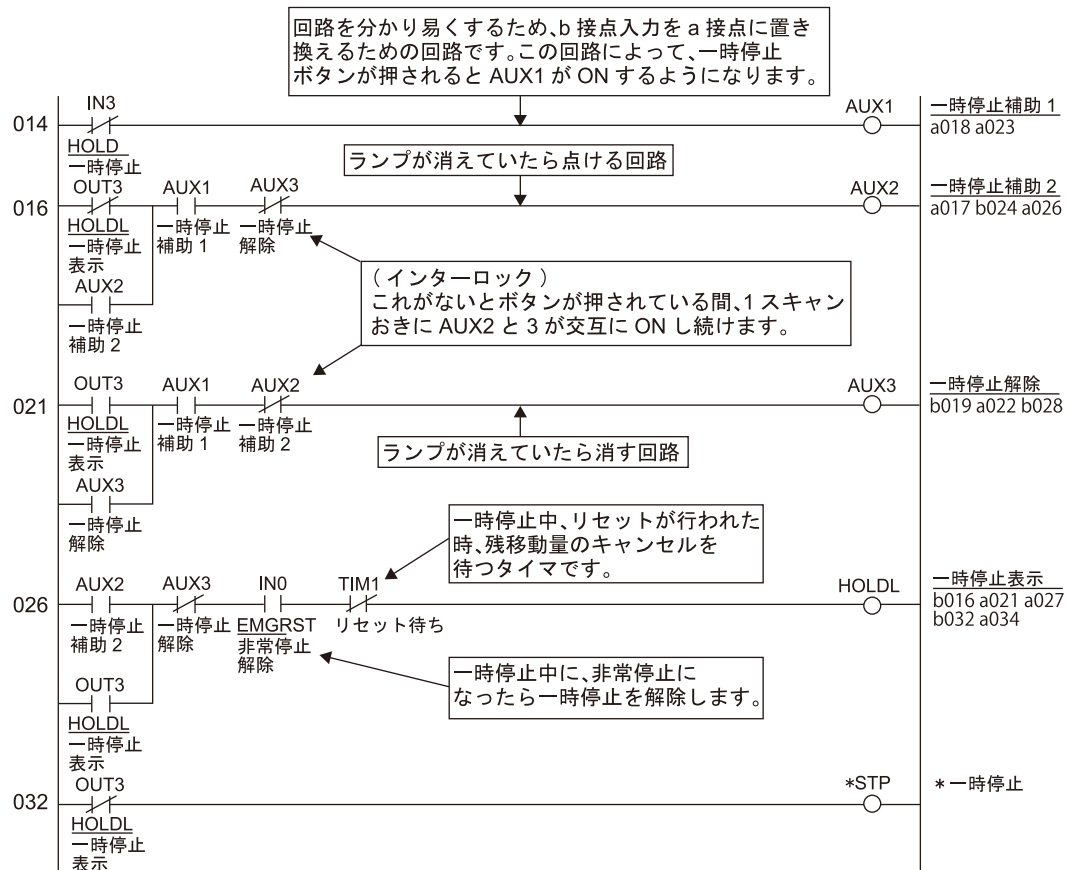 回路を分かり易くするため、b 接点入力を a 接点に置き
換えるための回路です。この回路によって、一時停止
ボタンが押されると AUX1 が ON するようになります。
IN3
AUX1
一時停止補助 1
014
a018 a023
HOLD
一時停止
ランプが消えていたら点ける回路
OUT3
AUX1
AUX3
AUX2
一時停止補助 2
016
a017 b024 a026
HOLDL
一時停止
表示
一時停止
補助 1
一時停止
解除
AUX2
一時停止
補助 2
( インターロック )
これがないとボタンが押されている間、1 スキャン
おきに AUX2 と 3 が交互に ON し続けます。
OUT3
AUX1
AUX2
AUX3
一時停止解除
021
b019 a022 b028
HOLDL
一時停止
表示
一時停止
補助 1
一時停止
補助 2
ランプが消えていたら消す回路
AUX3
一時停止
解除
一時停止中、リセットが行われた
時、残移動量のキャンセルを
待つタイマです。
AUX2
AUX3
IN0
TIM1
HOLDL
一時停止表示
026
b016 a021 a027
b032 a034
一時停止
補助 2
一時停止
解除
EMGRST
非常停止
解除
リセット待ち
一時停止中に、非常停止に
なったら一時停止を解除します。
OUT3
HOLDL
一時停止
表示
OUT3
*STP
*一時停止
032
HOLDL
一時停止
表示